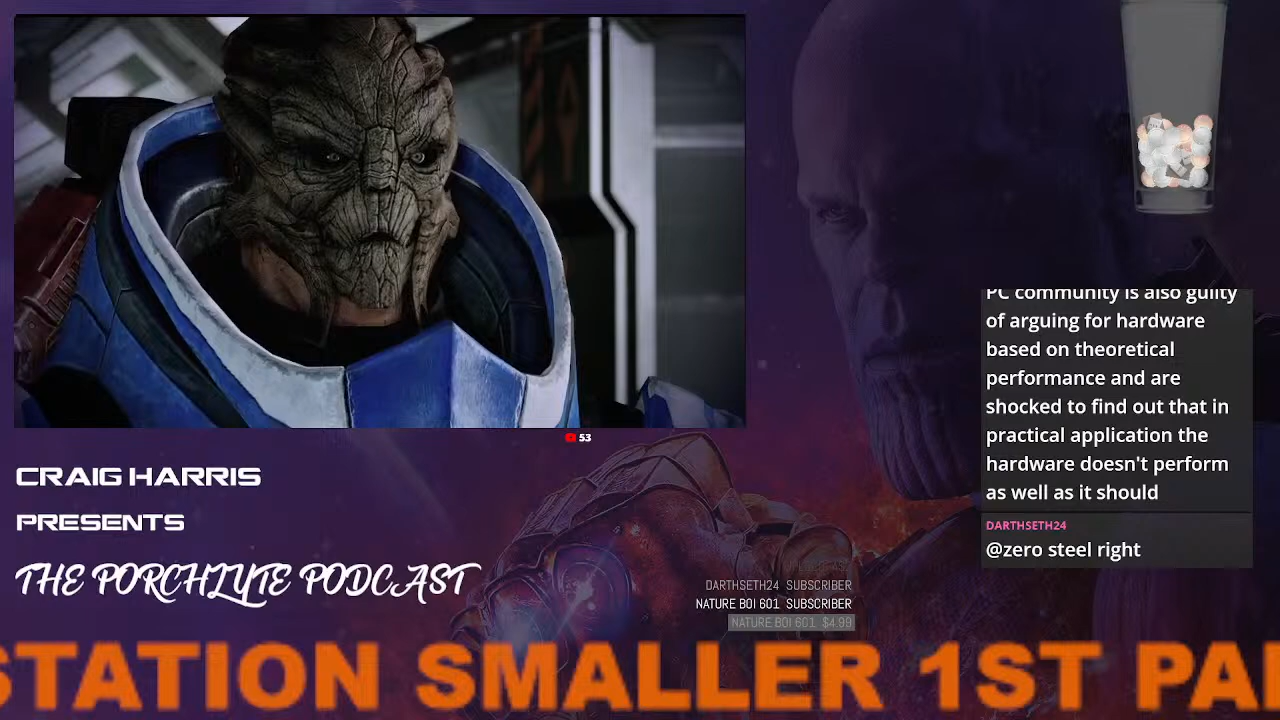 53
CRAIG HARRIS
PRESENTS
THE PORCHLYTE PODCAST
PC community is also guilty
of arguing for hardware
based on theoretical
performance and are
shocked to find out that in
practical application the
hardware doesn't perform
as well as it should
DARTHSETH24
@zero steel right
DARTHSETH24 SUBSCRIBER
NATURE BOI 601 SUBSCRIBER
NATURE BOI 601 $4.99
STATION SMALLER 1ST PA